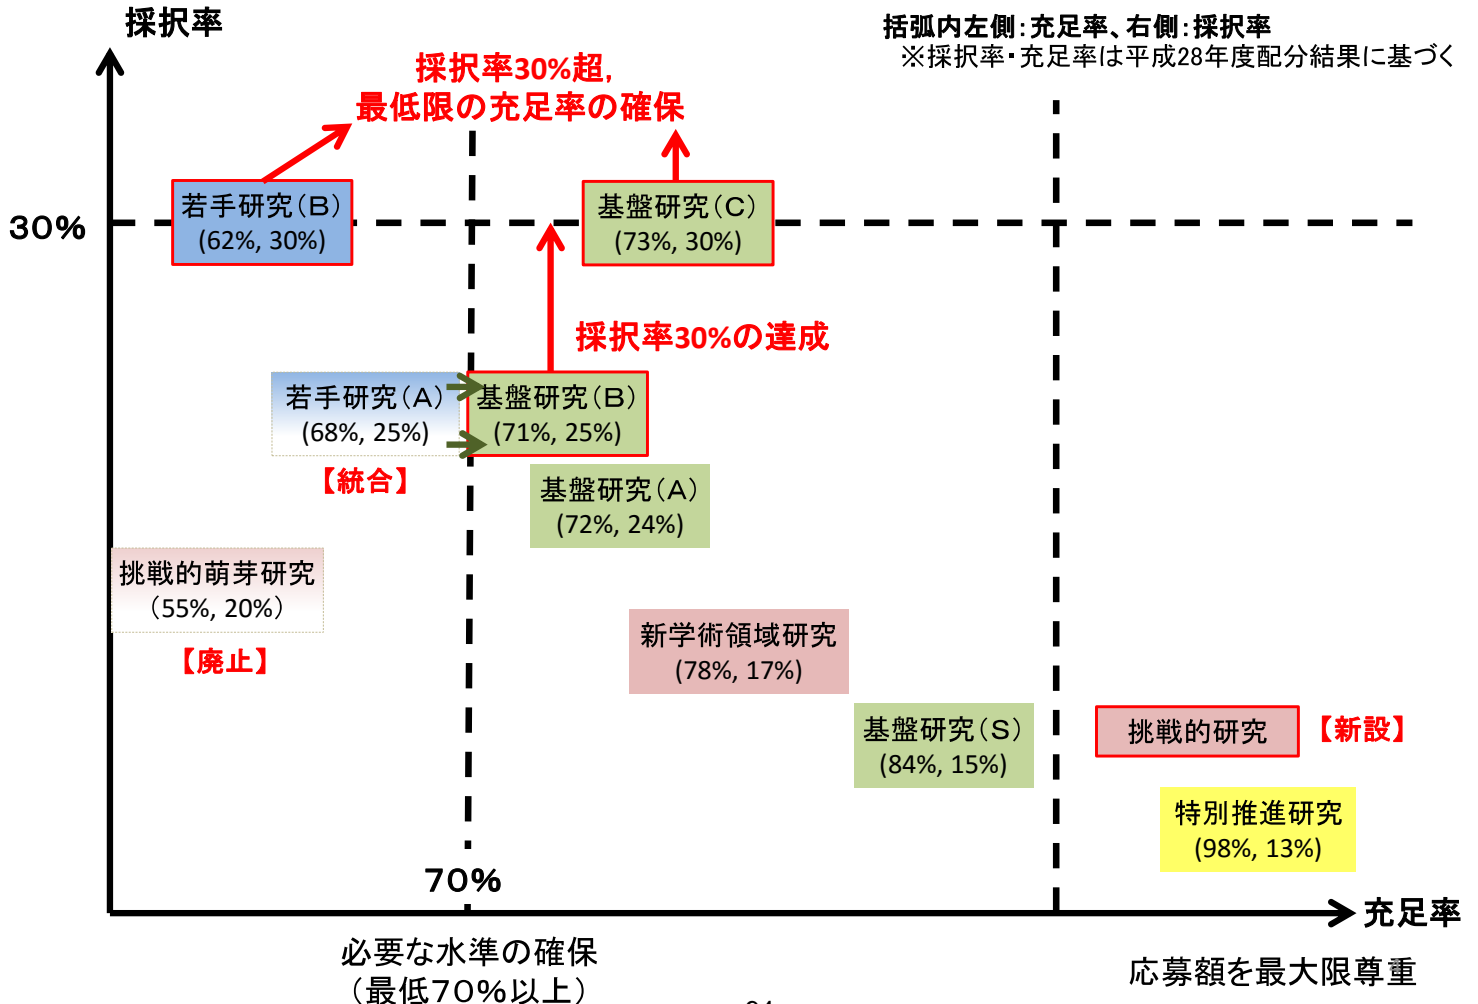 採択率
括弧内左側：充足率、右側：採択率
※採択率・充足率は平成28年度配分結果に基づく
採択率30%超，
最低限の充足率の確保
30%
若手研究（Ｂ）
(62%, 30%)
基盤研究（Ｃ）
(73%, 30%)
採択率30%の達成
若手研究（Ａ）
(68%, 25%)
【統合】
基盤研究（Ｂ）
(71%, 25%)
基盤研究（Ａ）
(72%, 24%)
挑戦的萌芽研究
（55%, 20%）
【廃止】
新学術領域研究
(78%, 17%)
基盤研究（Ｓ）
(84%, 15%)
挑戦的研究
【新設】
特別推進研究
(98%, 13%)
７０％
充足率
必要な水準の確保
（最低７０％以上）
応募額を最大限尊重